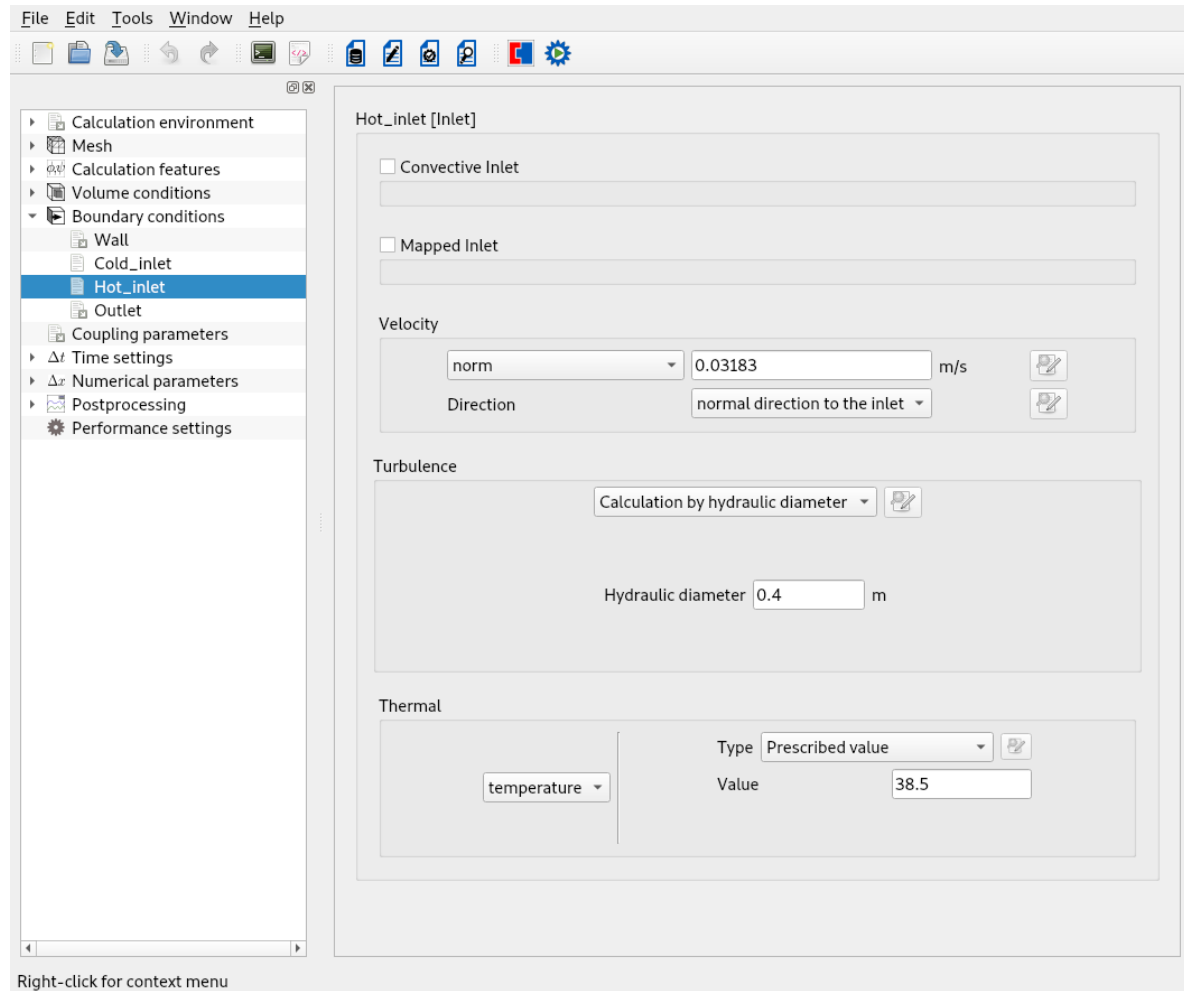 File Edit Tools Window Help
Calculation environment
Mesh
Calculation features
Volume conditions
Boundary conditions
Wall
Cold_inlet
Hot_inlet
Outlet
Coupling parameters
Δt Time settings
Δx Numerical parameters
Postprocessing
Performance settings
Hot_inlet [Inlet]
Convective Inlet
Mapped Inlet
Velocity
norm 0.03183 m/s
Direction normal direction to the inlet
Turbulence
Calculation by hydraulic diameter
Hydraulic diameter 0.4 m
Thermal
temperature
Type Prescribed value
Value 38.5
Right-click for context menu